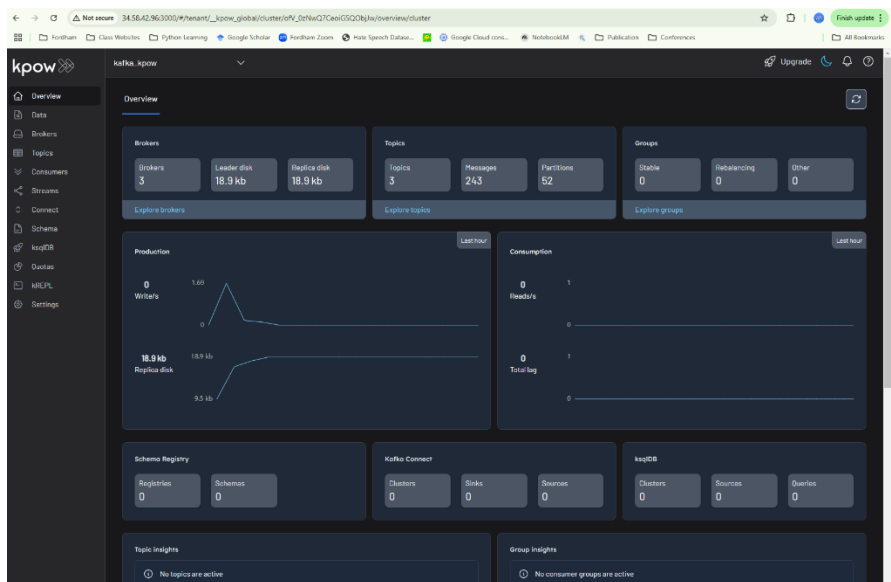 Not secure 34.58.42.96:3000/#/tenant/__kpow_global/cluster/ofV_0zNwQ7CeoiGSQObjJw/overview/cluster
Finish update
Fordham Class Websites Python Learning Google Scholar Fordham Zoom Hate Speech Datase... Google Cloud cons... NotebookLM Publication Conferences All Bookmarks
kpow
kafka_kpow
Upgrade
Overview
Data
Brokers
Topics
Consumers
Streams
Connect
Schema
ksqlDB
Quotas
kREPL
Settings
Overview
Brokers
Brokers Leader disk Replica disk
3 18.9 kb 18.9 kb
Explore brokers
Topics
Topics Messages Partitions
3 243 52
Explore topics
Groups
Stable Rebalancing Other
0 0 0
Explore groups
Production
Last hour
0
Write/s
1.69
0
18.9 kb
Replica disk
18.9 kb
9.5 kb
Consumption
Last hour
0
Reads/s
1
0
0
Total lag
1
0
Schema Registry
Registries Schemas
0 0
Kafka Connect
Clusters Sinks Sources
0 0 0
ksqlDB
Clusters Sources Queries
0 0 0
Topic insights
No topics are active
Group insights
No consumer groups are active